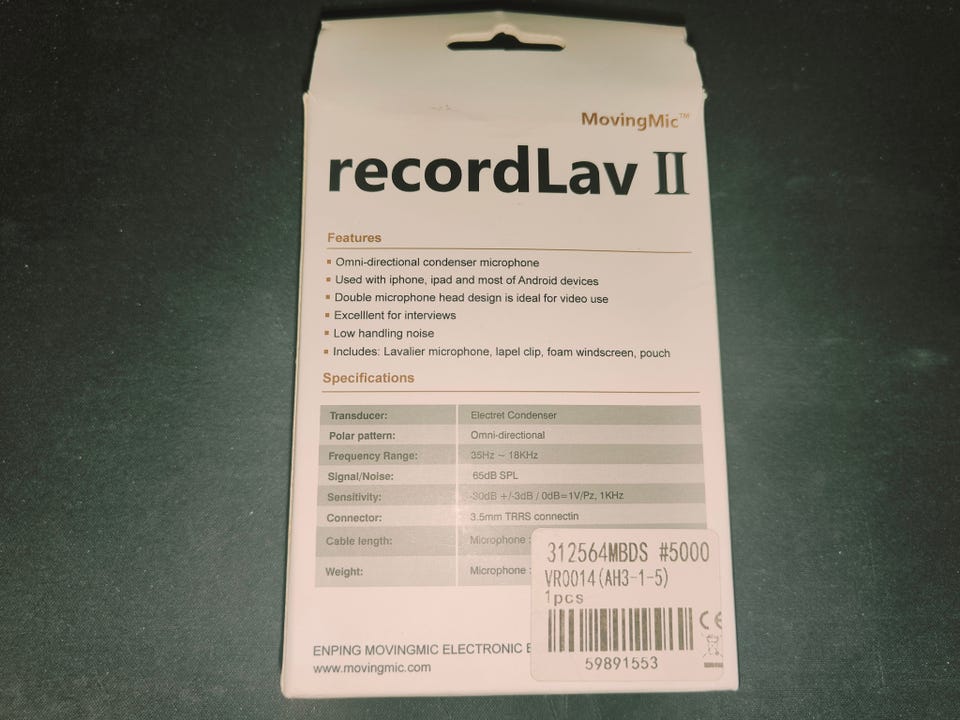 MovingMic™
recordLav II
Features
Omni-directional condenser microphone
Used with iphone, ipad and most of Android devices
Double microphone head design is ideal for video use
Excelllent for interviews
Low handling noise
Includes: Lavalier microphone, lapel clip, foam windscreen, pouch
Specifications
Transducer: Electret Condenser
Polar pattern: Omni-directional
Frequency Range: 35Hz ~ 18KHz
Signal/Noise: 65dB SPL
Sensitivity: -30dB +/-3dB / 0dB=1V/Pz, 1KHz
Connector: 3.5mm TRRS connectin
Cable length: Microphone :
Weight: Microphone :
312564MBDS #5000
VR0014(AH3-1-5)
1pcs
59891553
CE
ENPING MOVINGMIC ELECTRONIC
www.movingmic.com